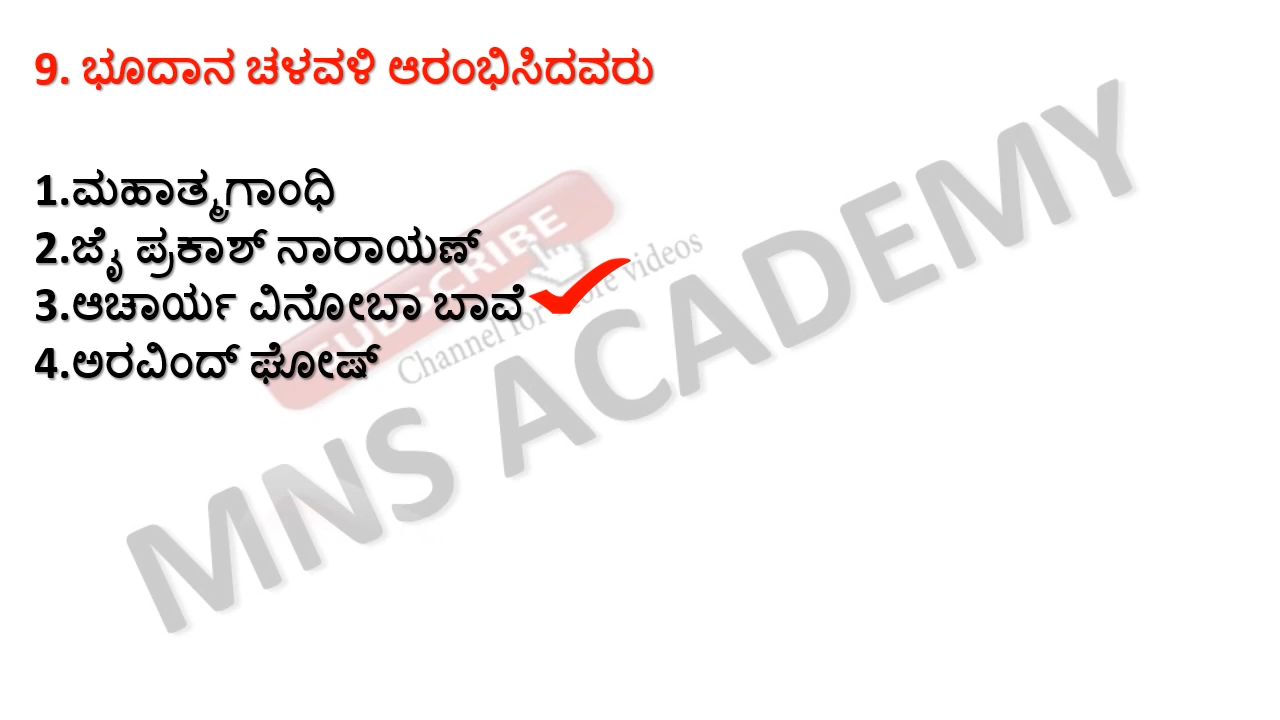 9. ಭೂದಾನ ಚಳವಳಿ ಆರಂಭಿಸಿದವರು
1.ಮಹಾತ್ಮಗಾಂಧಿ
2.ಜೈ ಪ್ರಕಾಶ್ ನಾರಾಯಣ್
3.ಆಚಾರ್ಯ ವಿನೋಬಾ ಬಾವೆ
4.ಅರವಿಂದ್ ಘೋಷ್
SUBSCRIBE
Channel for more videos
MNS ACADEMY